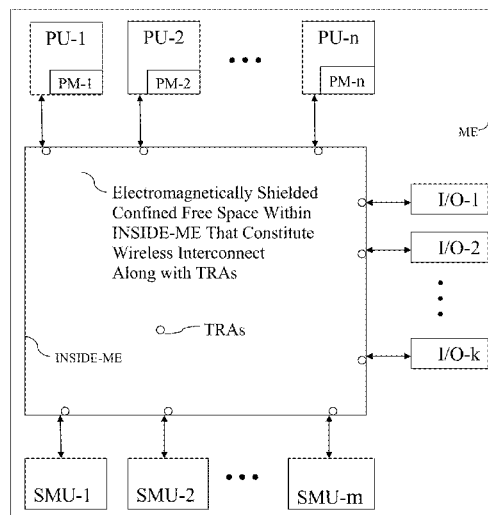 PU-1
PU-2
PU-n
PM-1
PM-2
PM-n
ME
Electromagnetically Shielded
Confined Free Space Within
INSIDE-ME That Constitute
Wireless Interconnect
Along with TRAs
I/O-1
I/O-2
TRAs
I/O-k
INSIDE-ME
SMU-1
SMU-2
SMU-m